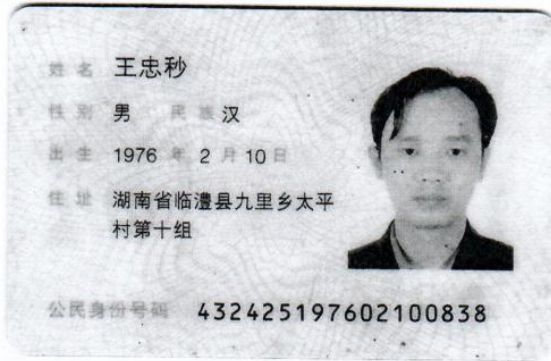 姓名 王忠秒
性别 男 民族 汉
出生 1976 年 2 月 10 日
住址 湖南省临澧县九里乡太平
村第十组
公民身份号码 432425197602100838